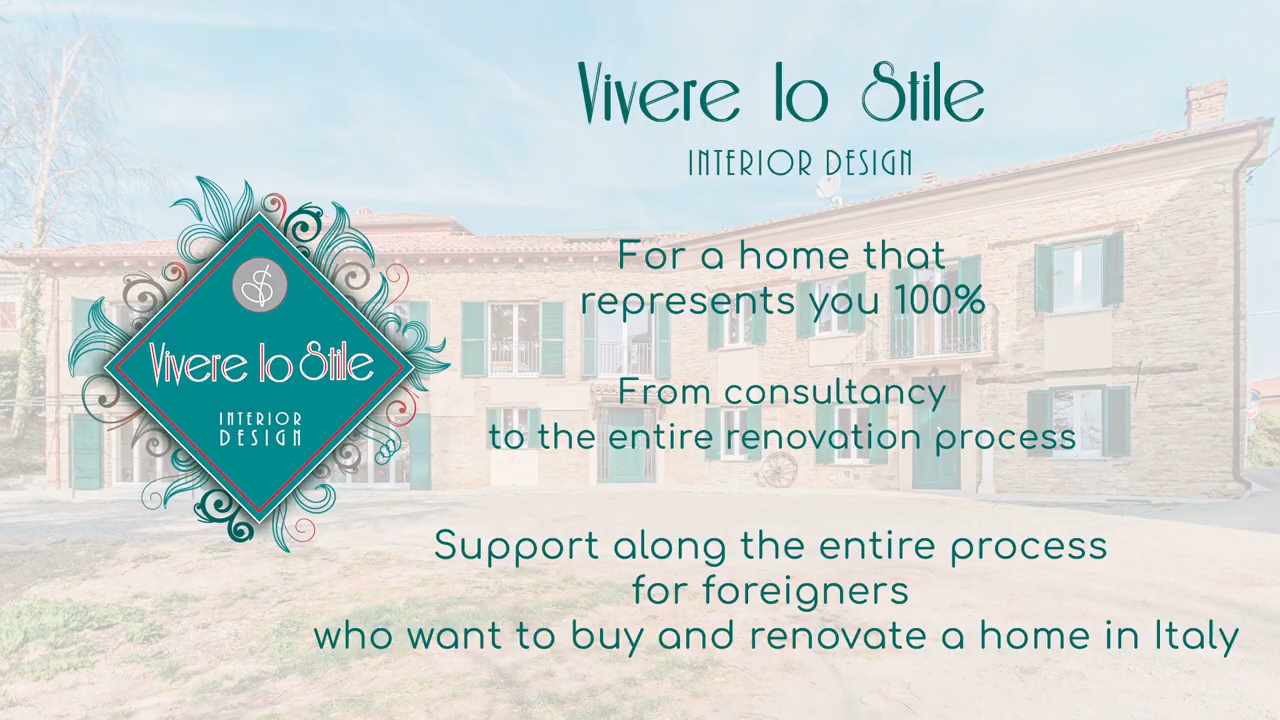 Vivere lo Stile
INTERIOR DESIGN
For a home that
represents you 100%
From consultancy
to the entire renovation process
Support along the entire process
for foreigners
who want to buy and renovate a home in Italy
S
Vivere lo Stile
INTERIOR
DESIGN